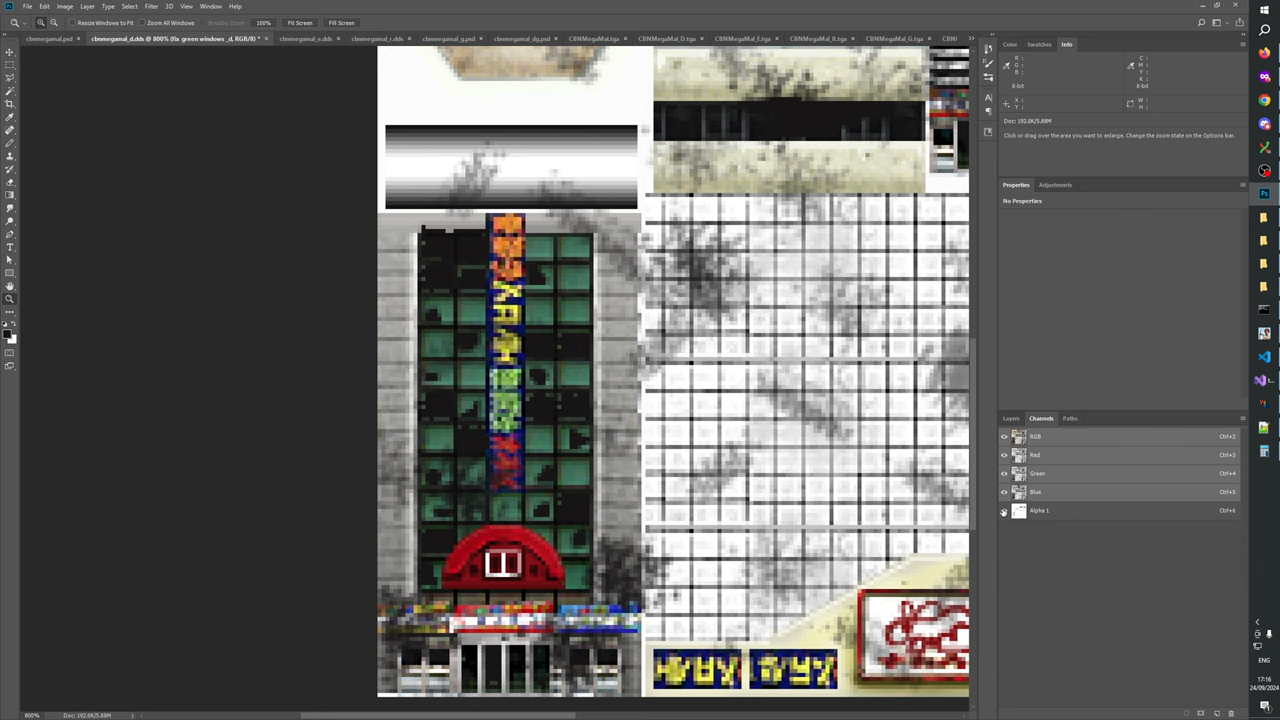 File Edit Image Layer Type Select Filter 3D View Window Help
Resize Windows to Fit Zoom All Windows Scrubby Zoom 100% Fit Screen Fill Screen
cbnmegamal.psd × cbnmegamal_d.dds @ 800% (fix green windows _d, RGB/8) * × cbnmegamal_e.dds × cbnmegamal_r.dds × cbnmegamal_g.psd × cbnmegamal_dg.psd × CBNMegaMal.tga × CBNMegaMal_D.tga × CBNMegaMal_E.tga × CBNMegaMal_R.tga × CBNMegaMal_G.tga × CBNI
Color Swatches Info
R : C :
G : M :
B : Y :
K :
8-bit 8-bit
X : W :
Y : H :
Doc: 192.0K/5.88M
Click or drag over the area you want to enlarge. Change the zoom state on the Options bar.
Properties Adjustments
No Properties
Layers Channels Paths
RGB Ctrl+2
Red Ctrl+3
Green Ctrl+4
Blue Ctrl+5
Alpha 1 Ctrl+6
800% Doc: 192.0K/5.88M
ENG
17:16
24/09/2024